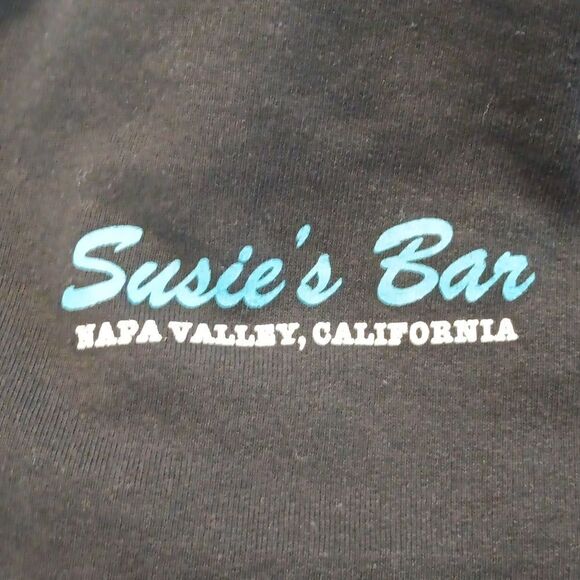 Susie's Bar
NAPA VALLEY, CALIFORNIA